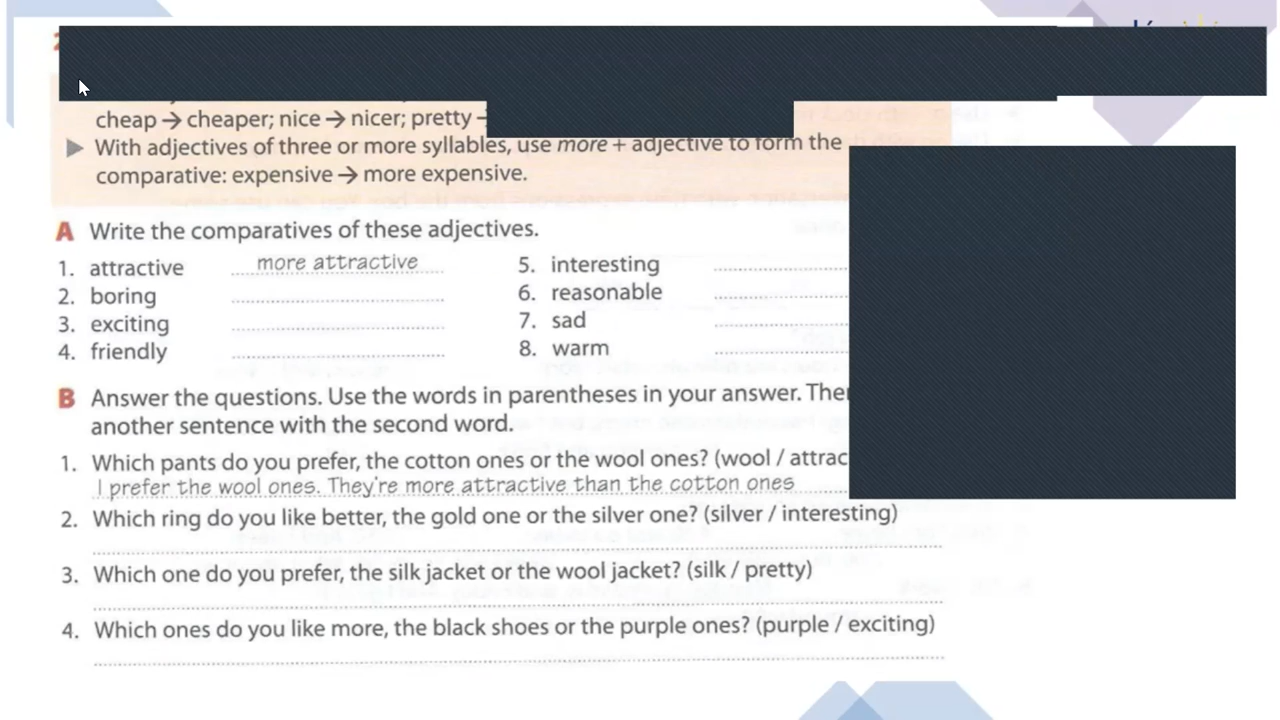 cheap → cheaper; nice → nicer; pretty
▶ With adjectives of three or more syllables, use more + adjective to form the
comparative: expensive → more expensive.
A Write the comparatives of these adjectives.
1. attractive more attractive 5. interesting
2. boring 6. reasonable
3. exciting 7. sad
4. friendly 8. warm
B Answer the questions. Use the words in parentheses in your answer.
another sentence with the second word.
1. Which pants do you prefer, the cotton ones or the wool ones? (wool /
I prefer the wool ones. They're more attractive than the cotton ones
2. Which ring do you like better, the gold one or the silver one? (silver / interesting)
3. Which one do you prefer, the silk jacket or the wool jacket? (silk / pretty)
4. Which ones do you like more, the black shoes or the purple ones? (purple / exciting)